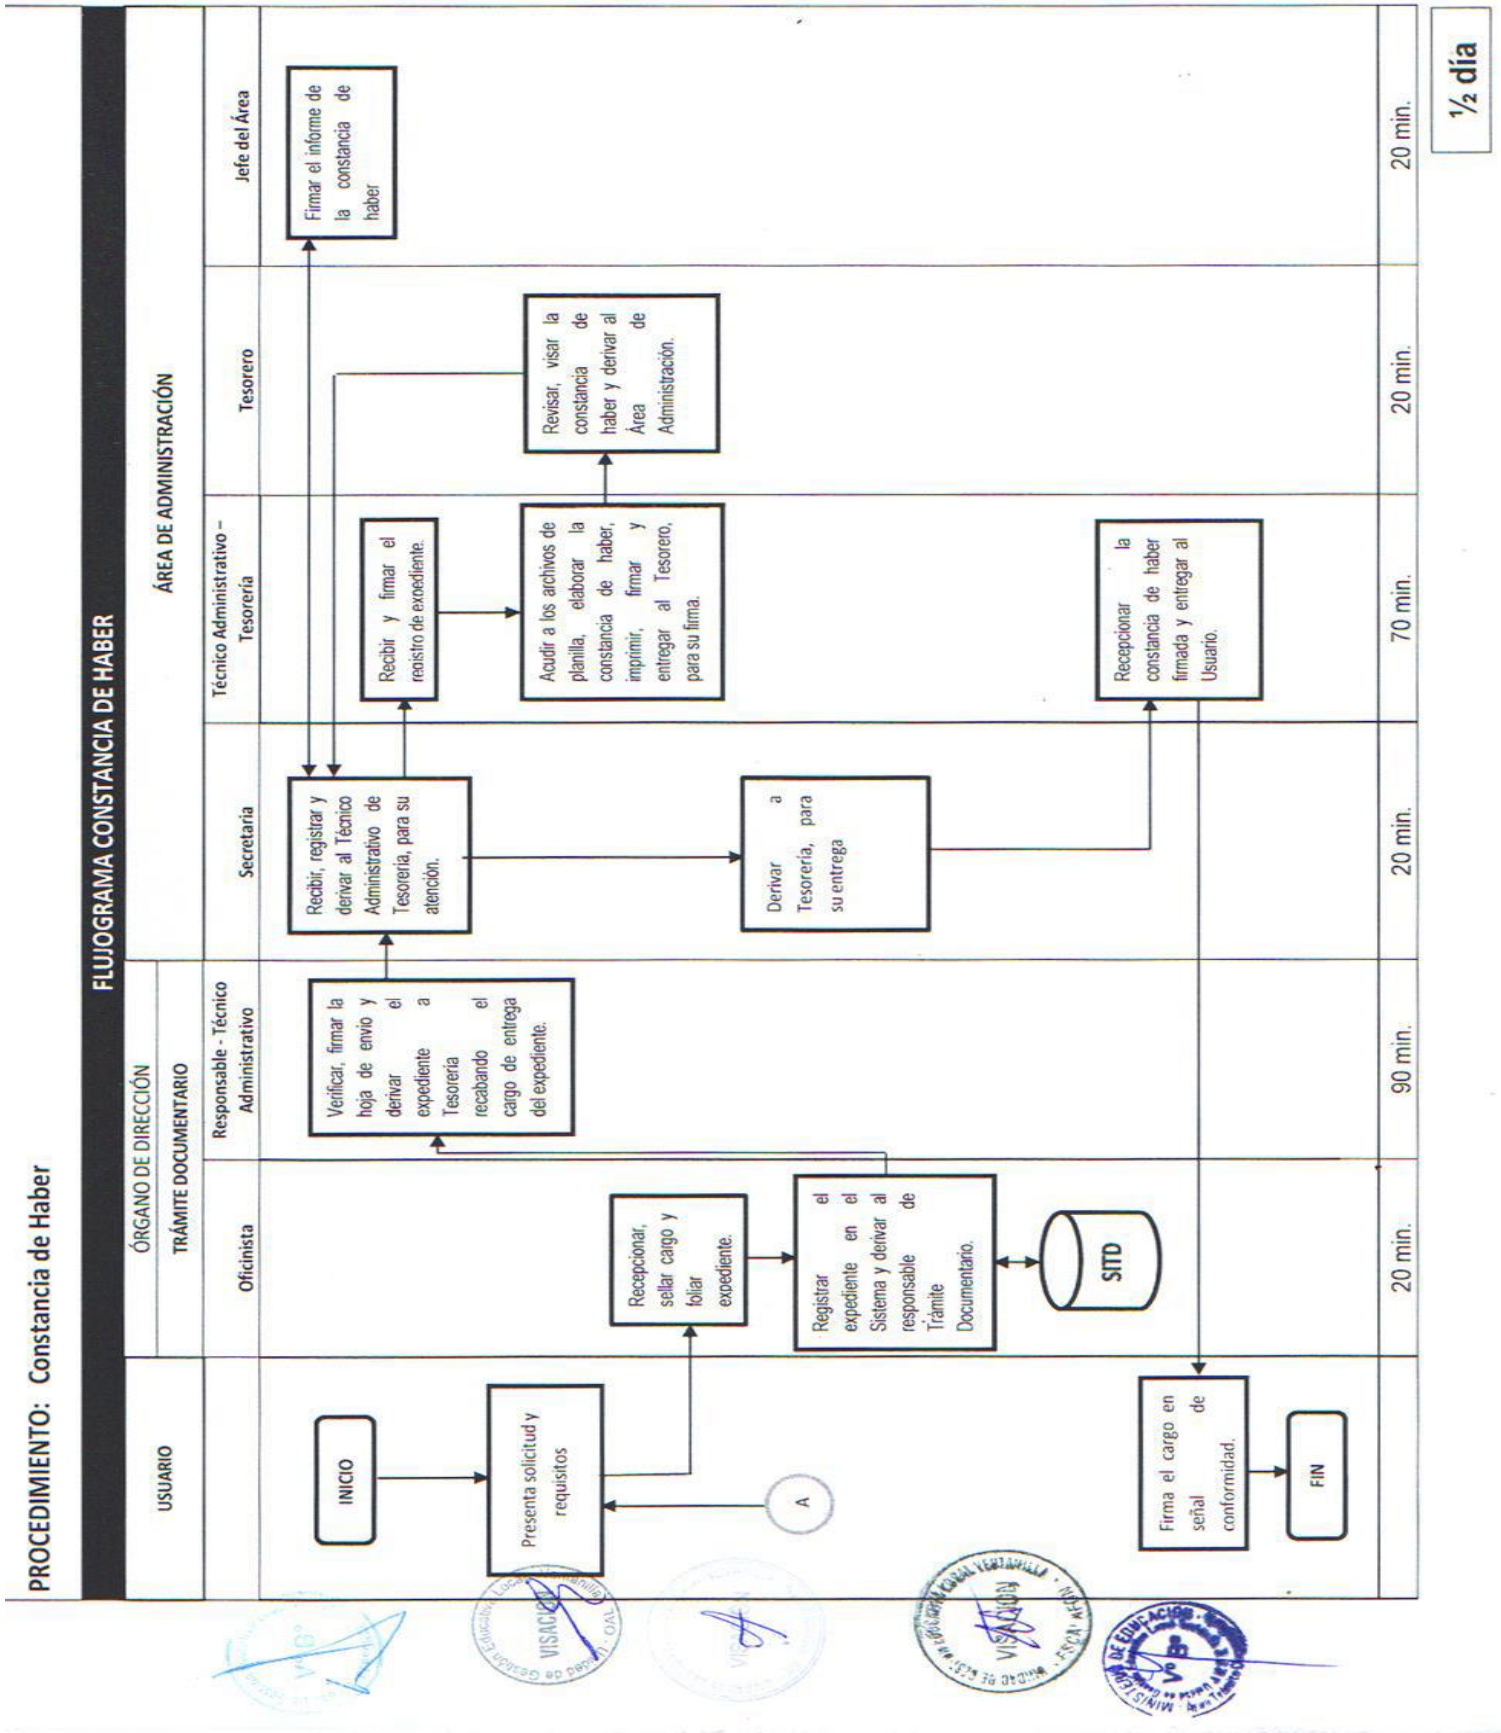 PROCEDIMIENTO: Constancia de Haber
FLUJOGRAMA CONSTANCIA DE HABER
USUARIO
ÓRGANO DE DIRECCIÓN
TRÁMITE DOCUMENTARIO
ÁREA DE ADMINISTRACIÓN
Oficinista
Responsable - Técnico
Administrativo
Secretaria
Técnico Administrativo –
Tesorería
Tesorero
Jefe del Área
INICIO
Presenta solicitud y
requisitos
A
Recepcionar,
sellar cargo y
foliar
expediente.
Registrar el
expediente en el
Sistema y derivar al
responsable de
Trámite
Documentario.
SITD
Verificar, firmar la
hoja de envío y
derivar el
expediente a
Tesorería
recabando el
cargo de entrega
del expediente.
Recibir, registrar y
derivar al Técnico
Administrativo de
Tesorería, para su
atención.
Recibir y firmar el
registro de expediente.
Acudir a los archivos de
planilla, elaborar la
constancia de haber,
imprimir, firmar y
entregar al Tesorero,
para su firma.
Revisar, visar la
constancia de
haber y derivar al
Área de
Administración.
Firmar el informe de
la constancia de
haber
Derivar a
Tesorería, para
su entrega
Recepcionar la
constancia de haber
firmada y entregar al
Usuario.
Firma el cargo en
señal de
conformidad.
FIN
20 min.
90 min.
20 min.
70 min.
20 min.
20 min.
½ día
V°B°
VISACIÓN
VISACIÓN
VISACIÓN
MINISTERIO DE EDUCACIÓN
V° B°